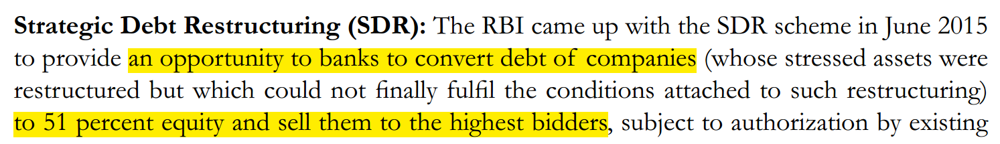 Strategic Debt Restructuring (SDR): The RBI came up with the SDR scheme in June 2015
to provide an opportunity to banks to convert debt of companies (whose stressed assets were
restructured but which could not finally fulfil the conditions attached to such restructuring)
to 51 percent equity and sell them to the highest bidders, subject to authorization by existing